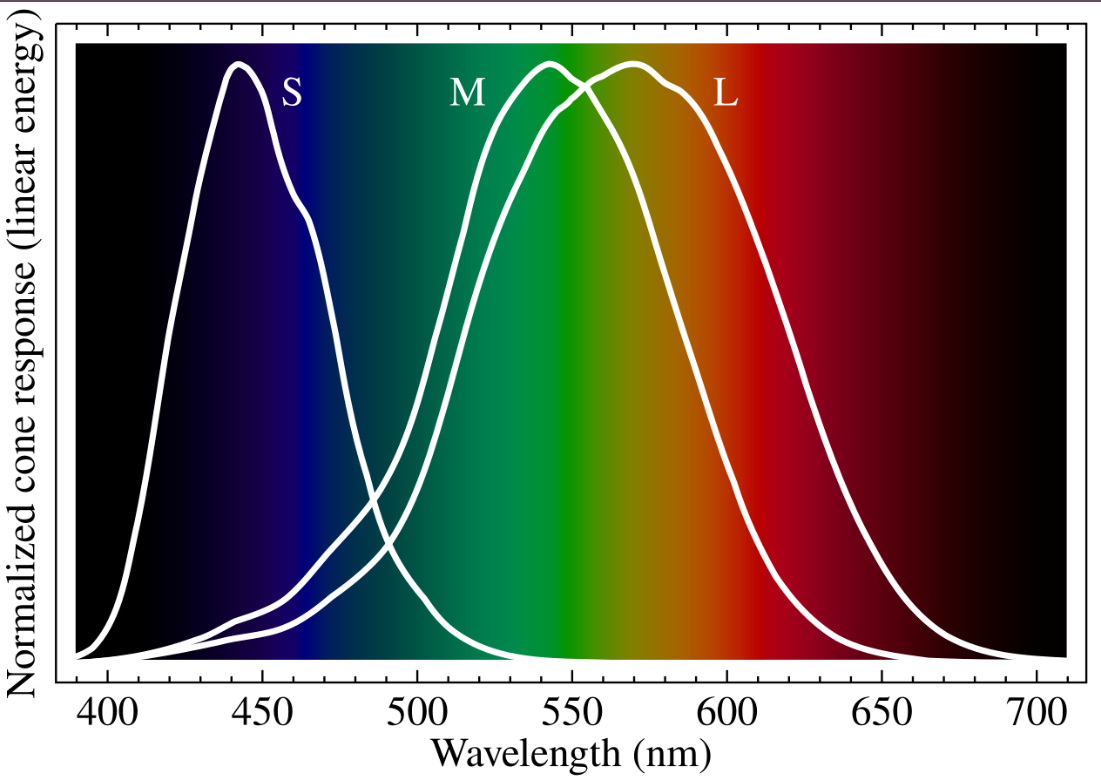 Normalized cone response (linear energy)
S
M
L
400 450 500 550 600 650 700
Wavelength (nm)